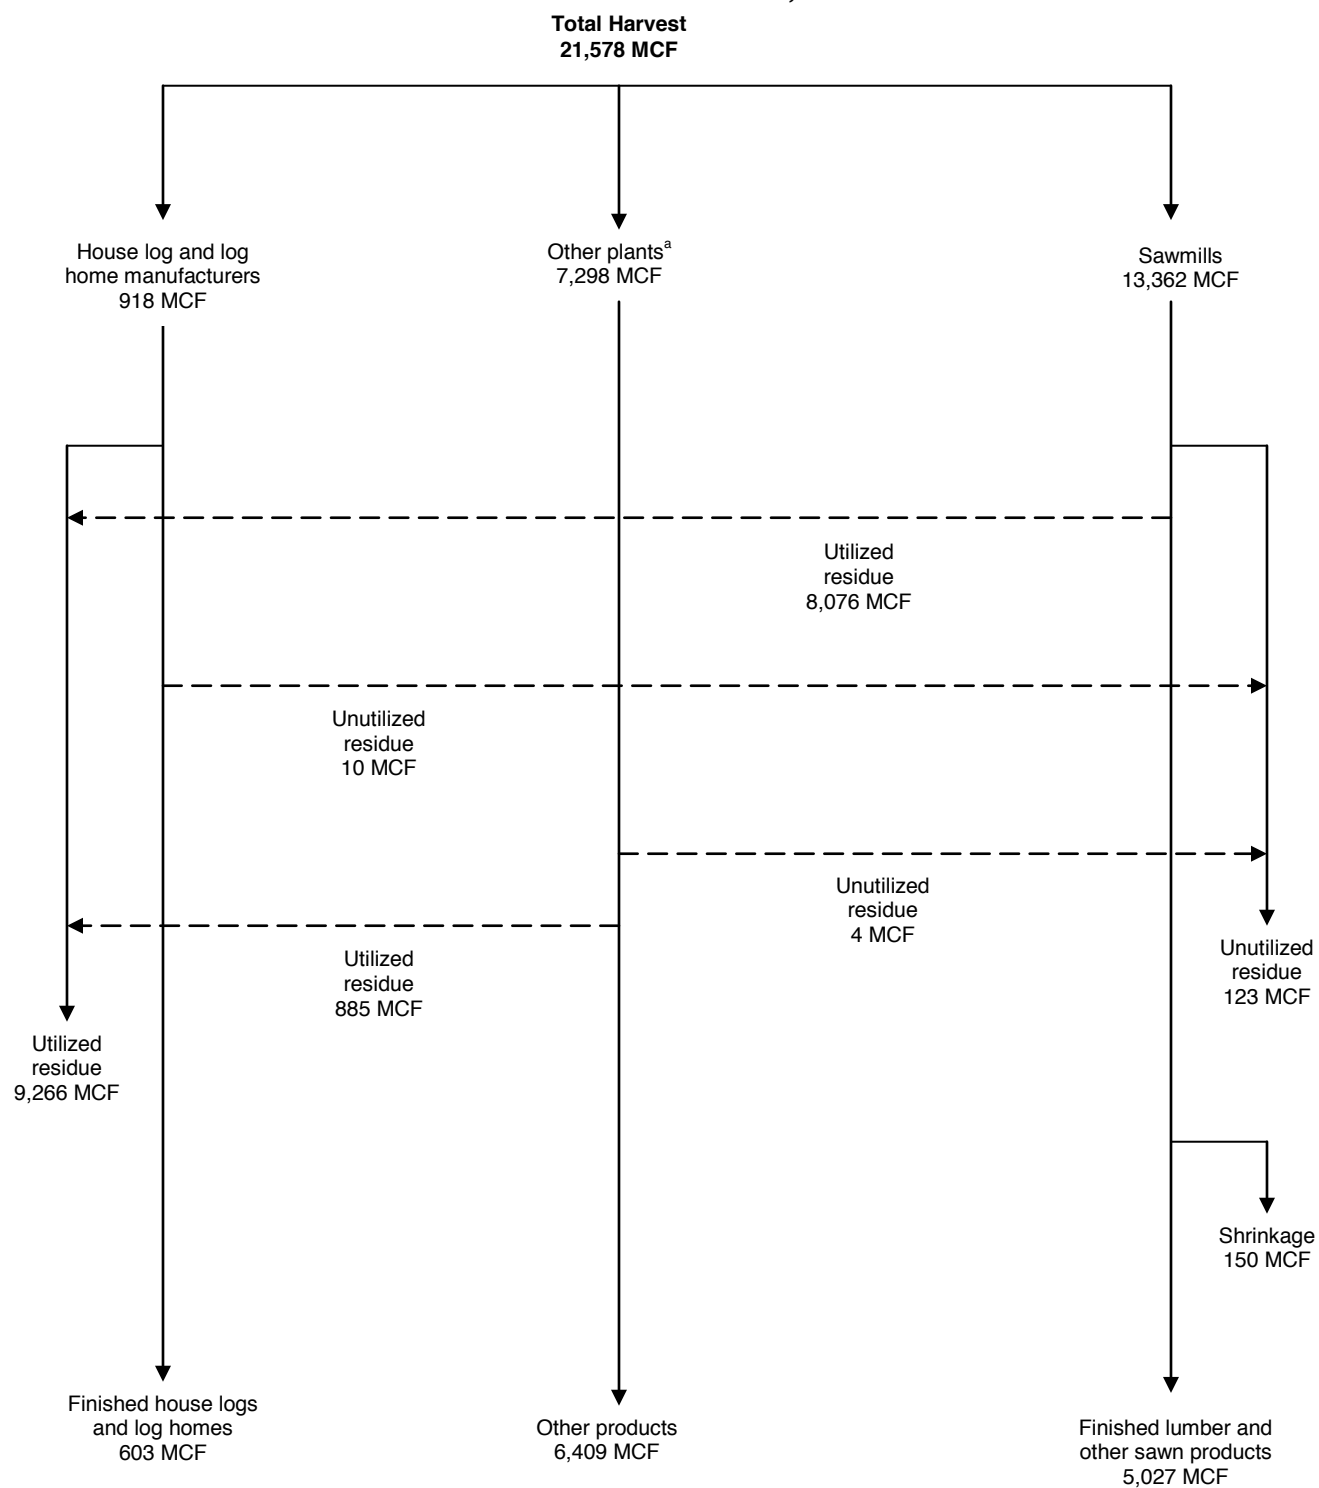 Total Harvest
21,578 MCF
House log and log
home manufacturers
918 MCF
Other plantsᵃ
7,298 MCF
Sawmills
13,362 MCF
Utilized
residue
8,076 MCF
Unutilized
residue
10 MCF
Unutilized
residue
4 MCF
Utilized
residue
885 MCF
Unutilized
residue
123 MCF
Utilized
residue
9,266 MCF
Shrinkage
150 MCF
Finished house logs
and log homes
603 MCF
Other products
6,409 MCF
Finished lumber and
other sawn products
5,027 MCF